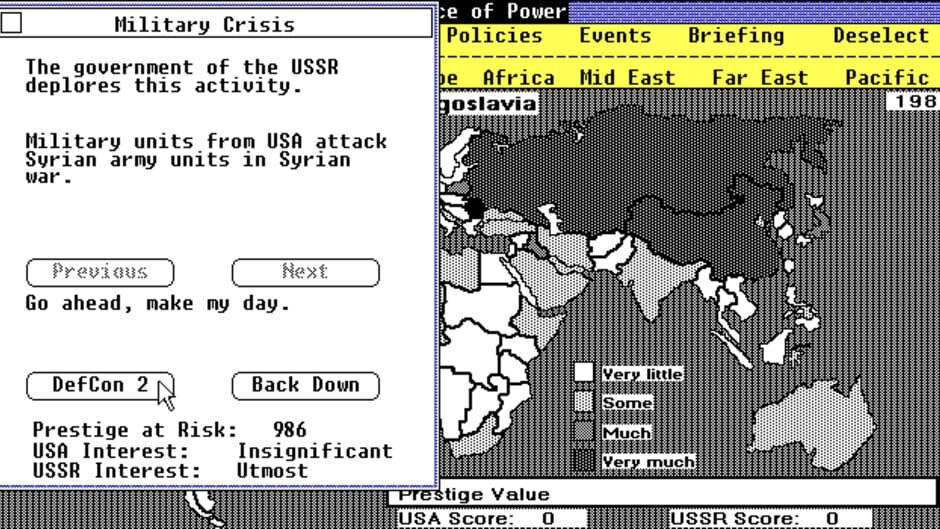 Military Crisis
The government of the USSR
deplores this activity.
Military units from USA attack
Syrian army units in Syrian
war.
Previous Next
Go ahead, make my day.
DefCon 2 Back Down
Prestige at Risk: 986
USA Interest: Insignificant
USSR Interest: Utmost
ce of Power
Policies Events Briefing Deselect
pe Africa Mid East Far East Pacific
goslavia
198
Very little
Some
Much
Very much
Prestige Value
USA Score: 0 USSR Score: 0